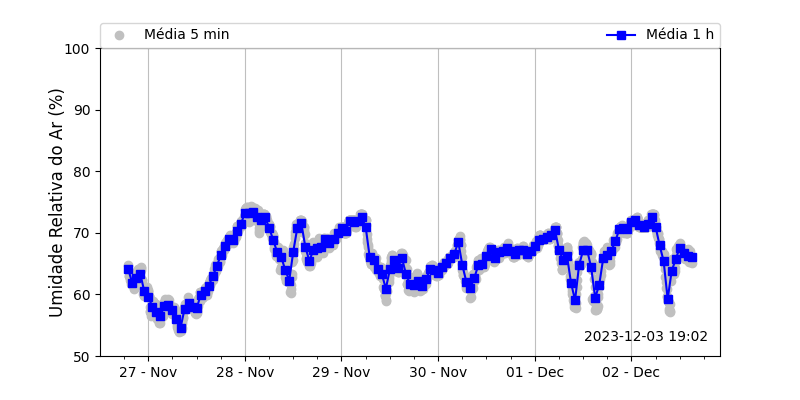 Média 5 min
Média 1 h
Umidade Relativa do Ar (%)
100
90
80
70
60
50
2023-12-03 19:02
27 - Nov
28 - Nov
29 - Nov
30 - Nov
01 - Dec
02 - Dec